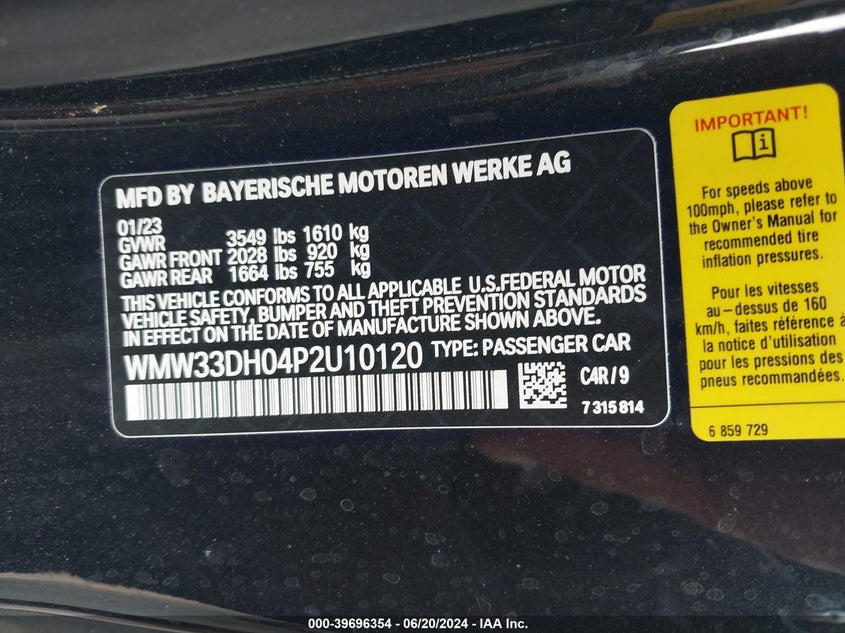 MFD BY BAYERISCHE MOTOREN WERKE AG
01/23
GVWR 3549 lbs 1610 kg
GAWR FRONT 2028 lbs 920 kg
GAWR REAR 1664 lbs 755 kg
THIS VEHICLE CONFORMS TO ALL APPLICABLE U.S.FEDERAL MOTOR
VEHICLE SAFETY, BUMPER AND THEFT PREVENTION STANDARDS
IN EFFECT ON THE DATE OF MANUFACTURE SHOWN ABOVE.
WMW33DH04P2U10120 TYPE: PASSENGER CAR
C4R/9
7 315 814
IMPORTANT!
For speeds above
100mph, please refer to
the Owner's Manual for
recommended tire
inflation pressures.
Pour les vitesses
au-dessus de 160
km/h, faites référence à
la notice d'utilisation
pour les pressions des
pneus recommandées.
6 859 729
000-39696354 - 06/20/2024 - IAA Inc.